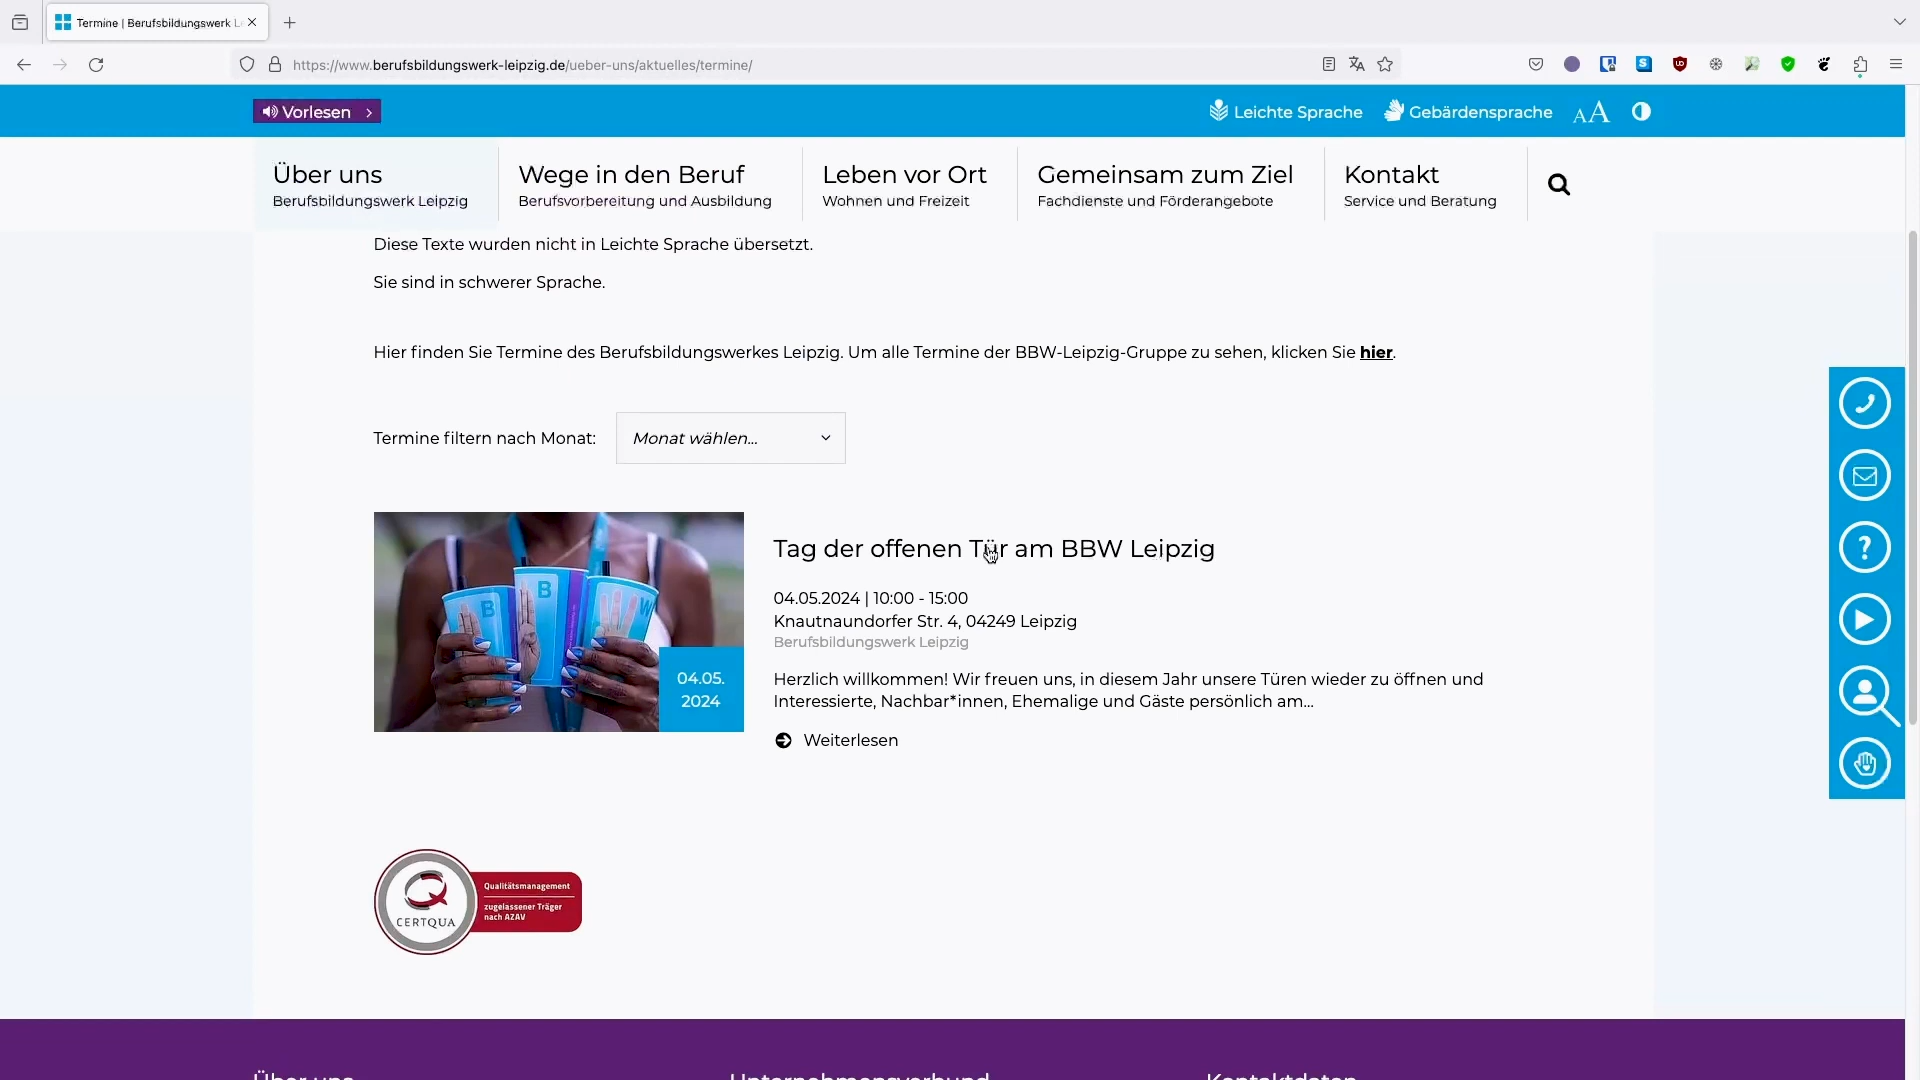 Termine | Berufsbildungswerk L
https://www.berufsbildungswerk-leipzig.de/ueber-uns/aktuelles/termine/
Vorlesen
Leichte Sprache
Gebärdensprache
AA
Über uns
Berufsbildungswerk Leipzig
Wege in den Beruf
Berufsvorbereitung und Ausbildung
Leben vor Ort
Wohnen und Freizeit
Gemeinsam zum Ziel
Fachdienste und Förderangebote
Kontakt
Service und Beratung
Diese Texte wurden nicht in Leichte Sprache übersetzt.
Sie sind in schwerer Sprache.
Hier finden Sie Termine des Berufsbildungswerkes Leipzig. Um alle Termine der BBW-Leipzig-Gruppe zu sehen, klicken Sie hier.
Termine filtern nach Monat:
Monat wählen...
B
B
W
04.05.
2024
Tag der offenen Tür am BBW Leipzig
04.05.2024 | 10:00 - 15:00
Knautnaundorfer Str. 4, 04249 Leipzig
Berufsbildungswerk Leipzig
Herzlich willkommen! Wir freuen uns, in diesem Jahr unsere Türen wieder zu öffnen und
Interessierte, Nachbar*innen, Ehemalige und Gäste persönlich am...
Weiterlesen
CERTQUA
Qualitätsmanagement
zugelassener Träger
nach AZAV
Über uns
Unternehmensverbund
Kontaktdaten